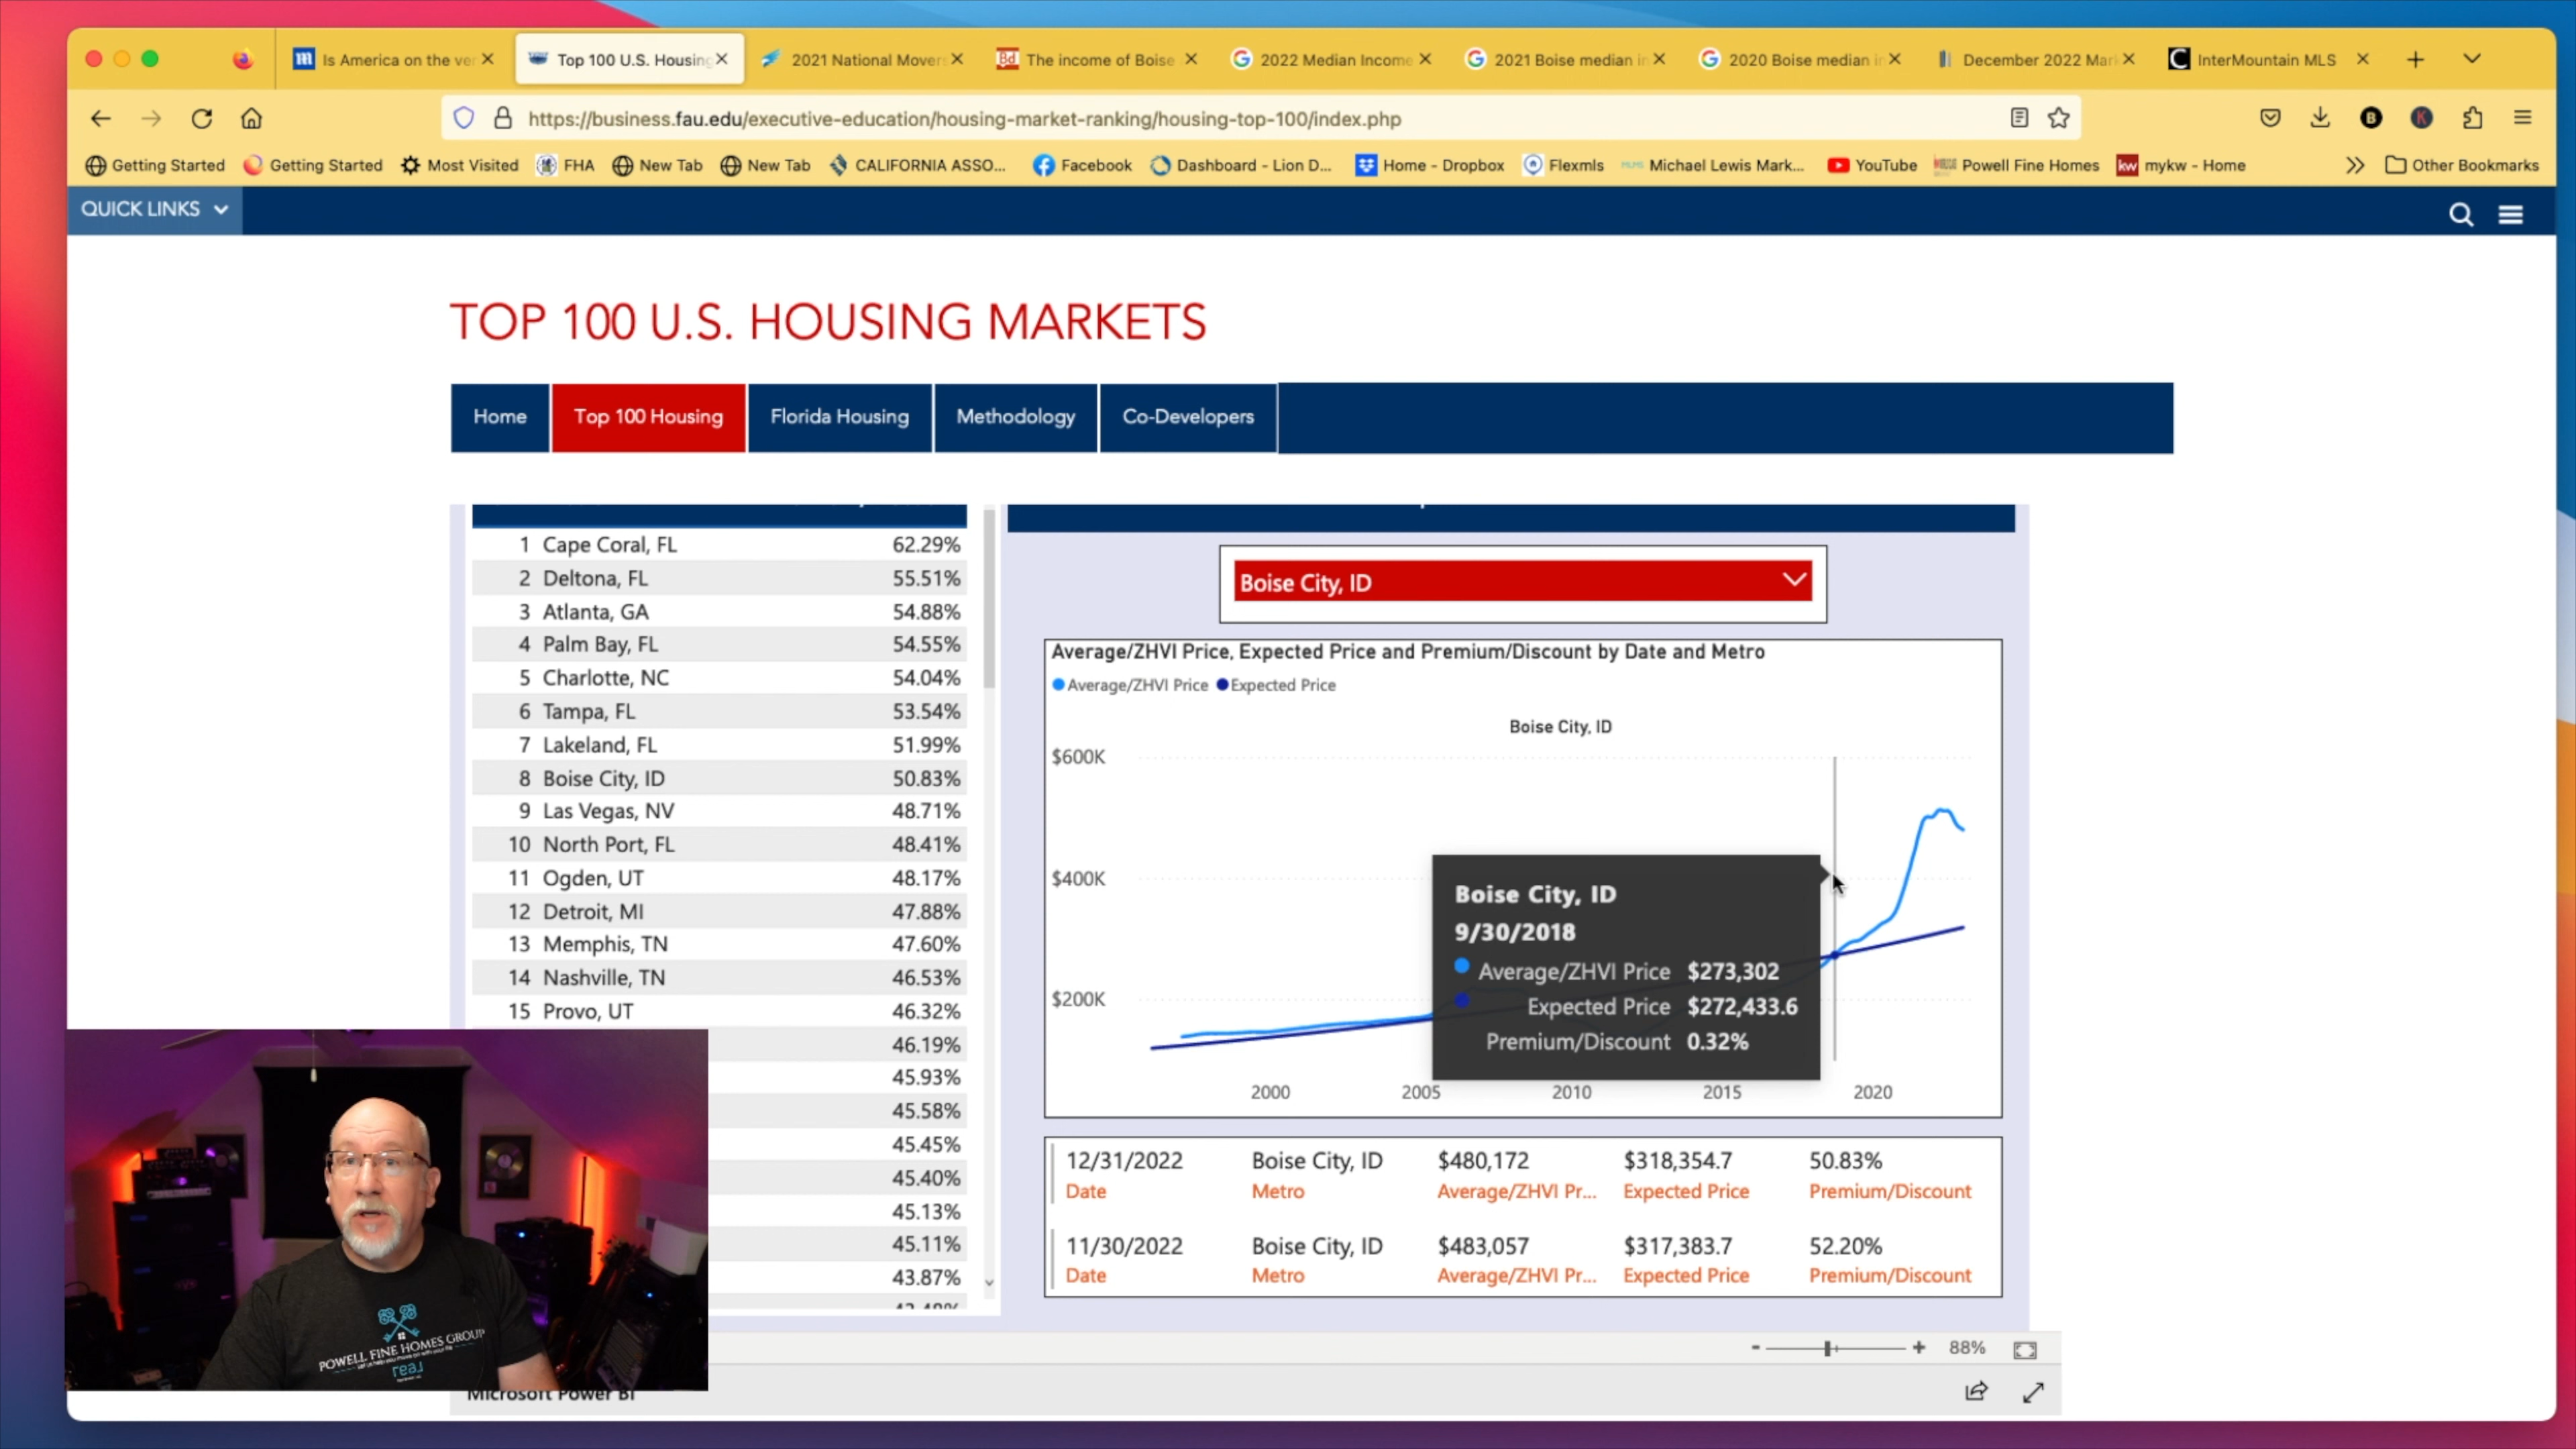 Is America on the ver
Top 100 U.S. Housing
2021 National Mover
The income of Boise
2022 Median Income
2021 Boise median in
2020 Boise median in
December 2022 Mar
InterMountain MLS
https://business.fau.edu/executive-education/housing-market-ranking/housing-top-100/index.php
B
K
Getting Started
Getting Started
Most Visited
FHA
New Tab
New Tab
CALIFORNIA ASSO...
Facebook
Dashboard - Lion D...
Home - Dropbox
Flexmls
Michael Lewis Mark...
YouTube
Powell Fine Homes
kw mykw - Home
Other Bookmarks
QUICK LINKS
TOP 100 U.S. HOUSING MARKETS
Home
Top 100 Housing
Florida Housing
Methodology
Co-Developers
1 Cape Coral, FL 62.29%
2 Deltona, FL 55.51%
3 Atlanta, GA 54.88%
4 Palm Bay, FL 54.55%
5 Charlotte, NC 54.04%
6 Tampa, FL 53.54%
7 Lakeland, FL 51.99%
8 Boise City, ID 50.83%
9 Las Vegas, NV 48.71%
10 North Port, FL 48.41%
11 Ogden, UT 48.17%
12 Detroit, MI 47.88%
13 Memphis, TN 47.60%
14 Nashville, TN 46.53%
15 Provo, UT 46.32%
46.19%
45.93%
45.58%
45.45%
45.40%
45.13%
45.11%
43.87%
Boise City, ID
Average/ZHVI Price, Expected Price and Premium/Discount by Date and Metro
Average/ZHVI Price Expected Price
Boise City, ID
$600K
$400K
$200K
2000 2005 2010 2015 2020
Boise City, ID
9/30/2018
Average/ZHVI Price $273,302
Expected Price $272,433.6
Premium/Discount 0.32%
12/31/2022 Boise City, ID $480,172 $318,354.7 50.83%
Date Metro Average/ZHVI Pr... Expected Price Premium/Discount
11/30/2022 Boise City, ID $483,057 $317,383.7 52.20%
Date Metro Average/ZHVI Pr... Expected Price Premium/Discount
- + 88%
Microsoft Power BI
POWELL FINE HOMES GROUP
real